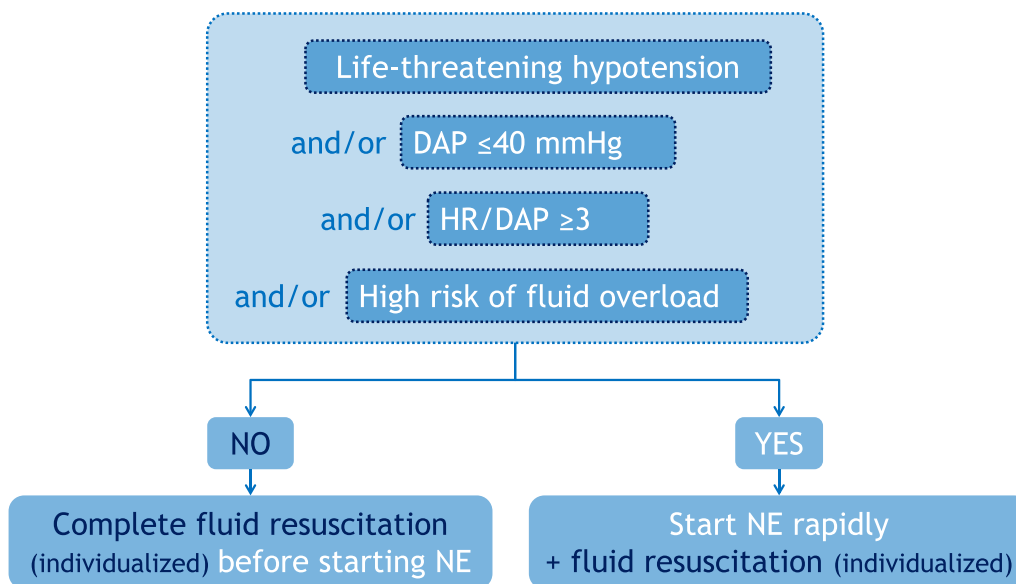 Life-threatening hypotension
and/or DAP ≤40 mmHg
and/or HR/DAP ≥3
and/or High risk of fluid overload
NO
YES
Complete fluid resuscitation
(individualized) before starting NE
Start NE rapidly
+ fluid resuscitation (individualized)